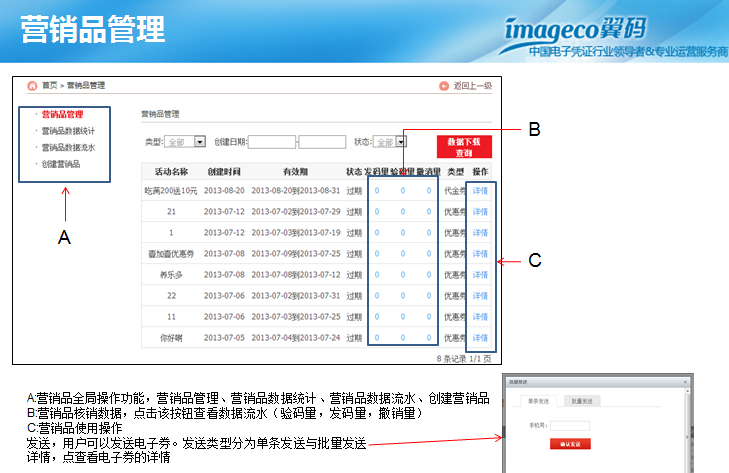 营销品管理
imageco翼码
中国电子凭证行业领导者&专业运营服务商
首页 > 营销品管理
返回上一级
营销品管理
营销品数据统计
营销品数据流水
创建营销品
A
营销品管理
类型: 全部 创建日期: - 状态: 全部
数据下载
查询
B
活动名称 创建时间 有效期 状态 发码量 验码量 撤消量 类型 操作
吃满200送10元 2013-08-20 2013-08-20到2013-08-31 过期 0 0 0 代金券 详情
21 2013-07-12 2013-07-02到2013-07-29 过期 0 0 0 优惠券 详情
1 2013-07-12 2013-07-03到2013-07-19 过期 0 0 0 优惠券 详情
壹加壹优惠券 2013-07-08 2013-07-09到2013-07-25 过期 0 0 0 优惠券 详情
养乐多 2013-07-08 2013-07-08到2013-07-12 过期 0 0 0 优惠券 详情
22 2013-07-06 2013-07-02到2013-07-31 过期 0 0 0 优惠券 详情
11 2013-07-06 2013-07-03到2013-07-25 过期 0 0 0 优惠券 详情
你好啊 2013-07-05 2013-07-04到2013-07-24 过期 0 0 0 优惠券 详情
C
8 条记录 1/1 页
A:营销品全局操作功能，营销品管理、营销品数据统计、营销品数据流水、创建营销品
B:营销品核销数据，点击该按钮查看数据流水（验码量，发码量，撤销量）
C:营销品使用操作
发送，用户可以发送电子券。发送类型分为单条发送与批量发送
详情，点查看电子券的详情
单条发送 批量发送
手机号:
确认发送